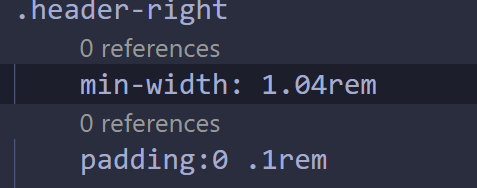 .header-right
0 references
min-width: 1.04rem
0 references
padding:0 .1rem